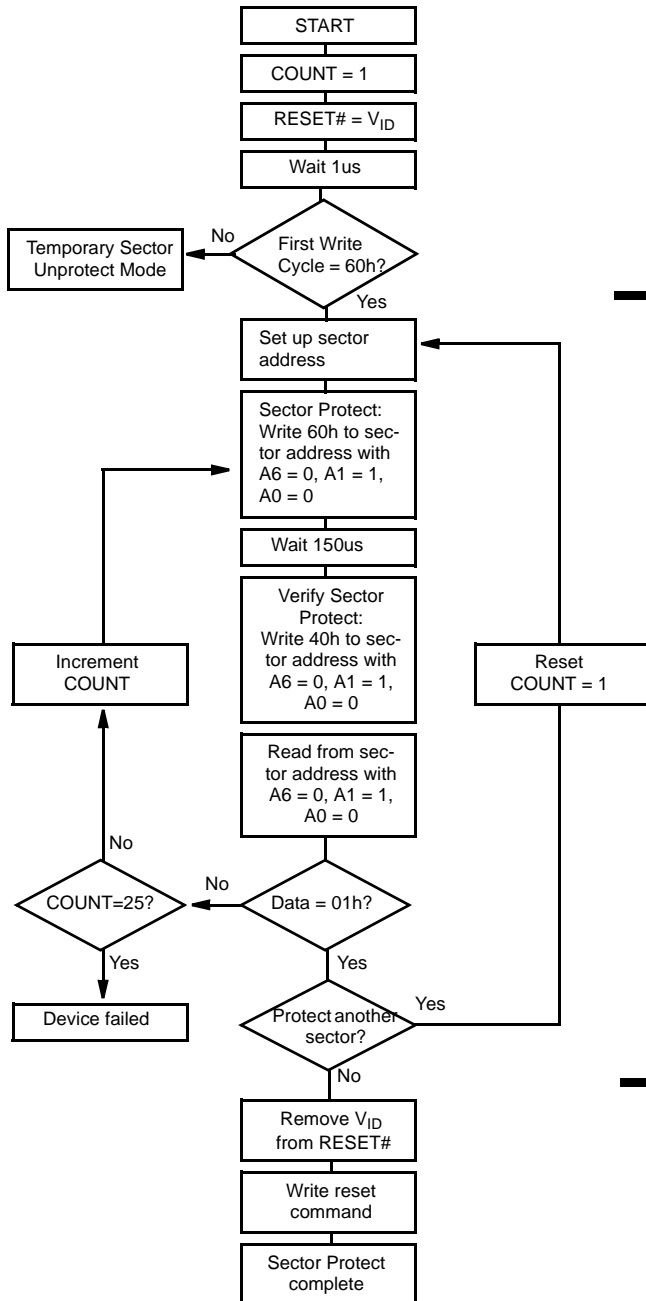 START
COUNT = 1
RESET# = VID
Wait 1us
First Write
Cycle = 60h?
No
Temporary Sector
Unprotect Mode
Yes
Set up sector
address
Sector Protect:
Write 60h to sec-
tor address with
A6 = 0, A1 = 1,
A0 = 0
Wait 150us
Verify Sector
Protect:
Write 40h to sec-
tor address with
A6 = 0, A1 = 1,
A0 = 0
Increment
COUNT
Reset
COUNT = 1
Read from sec-
tor address with
A6 = 0, A1 = 1,
A0 = 0
No
COUNT=25?
No
Data = 01h?
Yes
Yes
Device failed
Protect another
sector?
Yes
No
Remove VID
from RESET#
Write reset
command
Sector Protect
complete